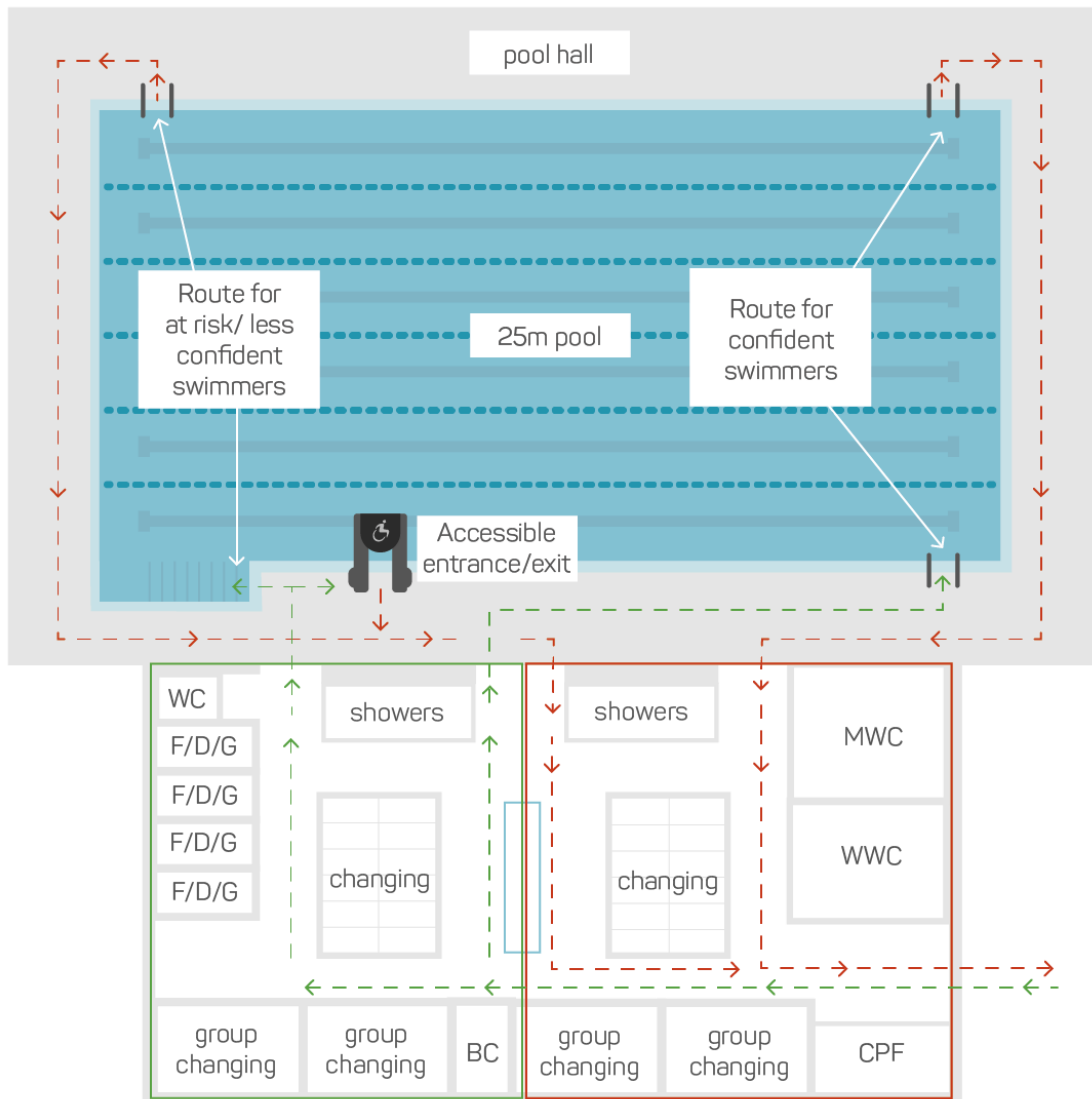 pool hall
Route for
at risk/ less
confident
swimmers
25m pool
Route for
confident
swimmers
Accessible
entrance/exit
WC
showers
showers
MWC
F/D/G
F/D/G
F/D/G
F/D/G
changing
changing
WWC
group
changing
group
changing
BC
group
changing
group
changing
CPF